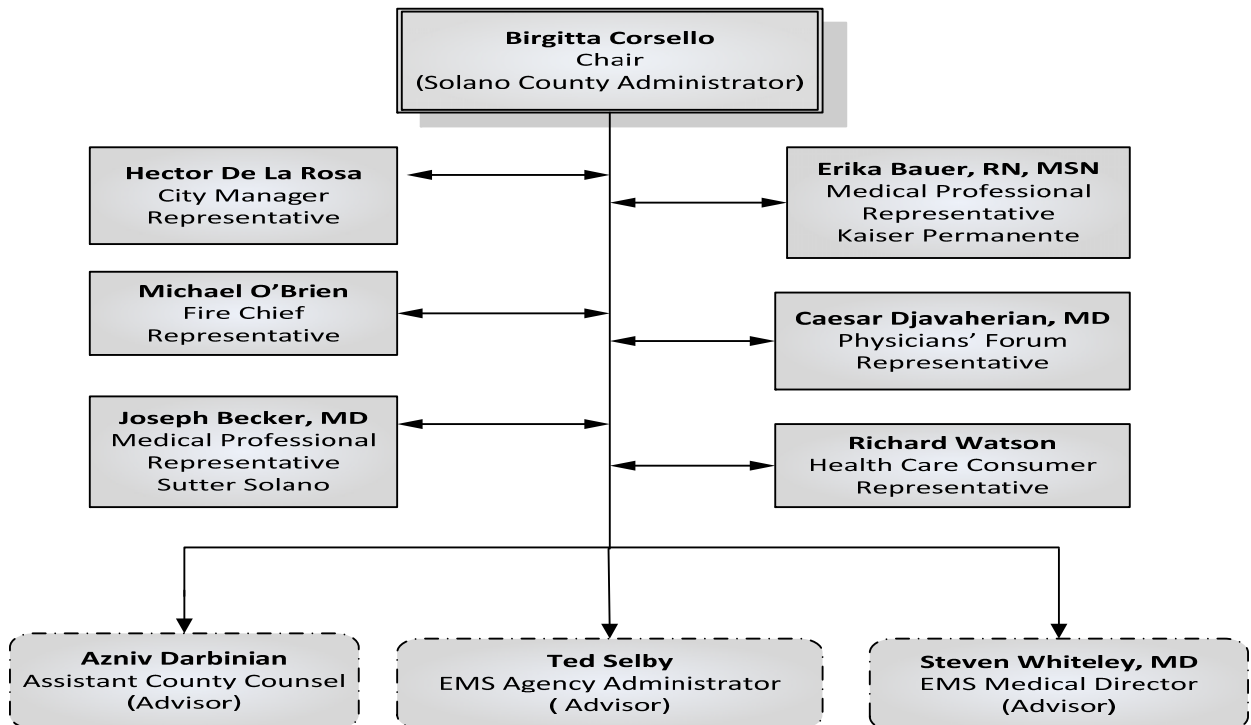 Birgitta Corsello
Chair
(Solano County Administrator)
Hector De La Rosa
City Manager
Representative
Erika Bauer, RN, MSN
Medical Professional
Representative
Kaiser Permanente
Michael O’Brien
Fire Chief
Representative
Caesar Djavaherian, MD
Physicians’ Forum
Representative
Joseph Becker, MD
Medical Professional
Representative
Sutter Solano
Richard Watson
Health Care Consumer
Representative
Azniv Darbinian
Assistant County Counsel
(Advisor)
Ted Selby
EMS Agency Administrator
( Advisor)
Steven Whiteley, MD
EMS Medical Director
(Advisor)